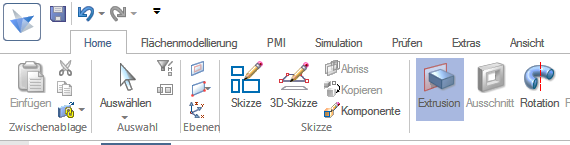 Home Flächenmodellierung PMI Simulation Prüfen Extras Ansicht
Einfügen
Zwischenablage
Auswählen
Auswahl
Ebenen
Skizze
3D-Skizze
Abriss
Kopieren
Komponente
Skizze
Extrusion
Ausschnitt
Rotation